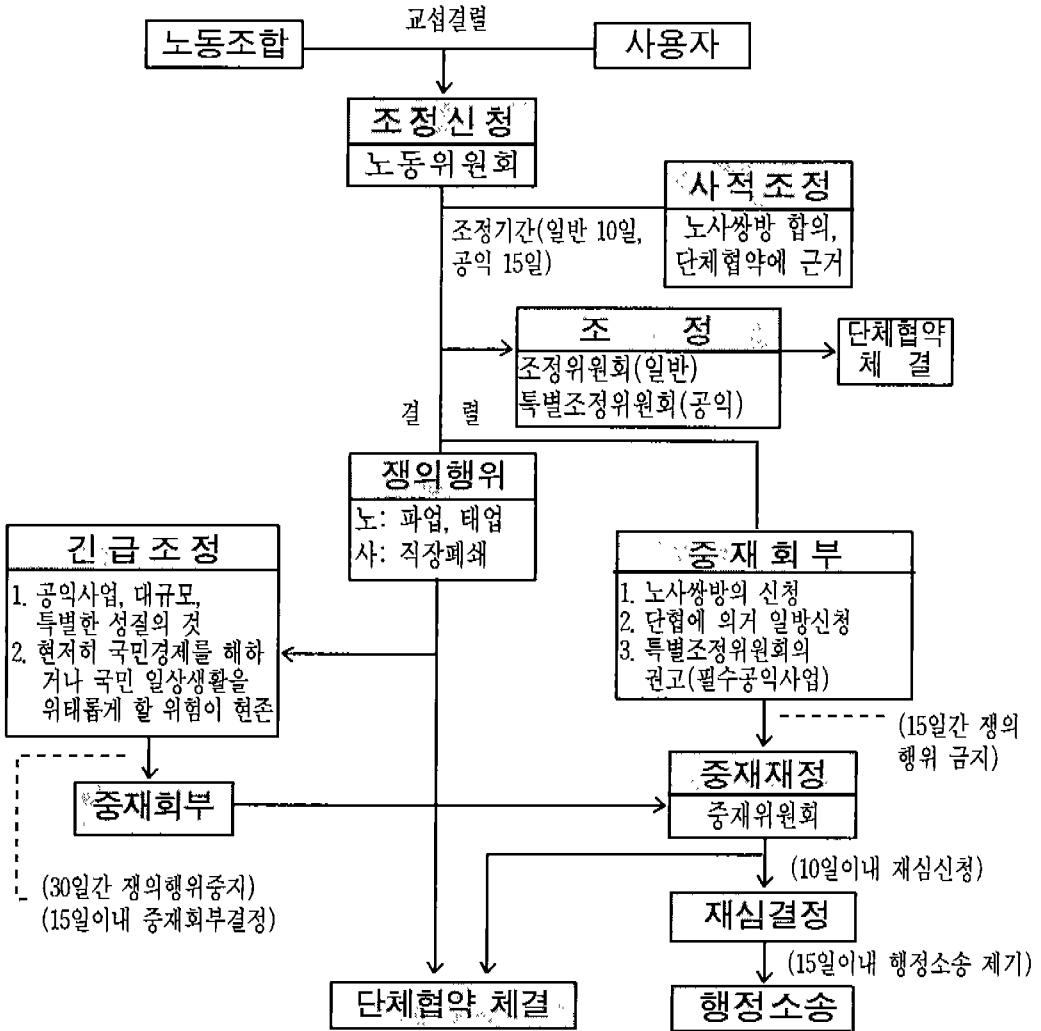 교섭결렬
노동조합
사용자
조정신청
노동위원회
사적조정
노사쌍방 합의,
단체협약에 근거
조정기간(일반 10일,
공익 15일)
조 정
조정위원회(일반)
특별조정위원회(공익)
단체협약
체 결
결 렬
쟁의행위
노: 파업, 태업
사: 직장폐쇄
긴급조정
1. 공익사업, 대규모,
특별한 성질의 것
2. 현저히 국민경제를 해하
거나 국민 일상생활을
위태롭게 할 위험이 현존
중재회부
1. 노사쌍방의 신청
2. 단협에 의거 일방신청
3. 특별조정위원회의
권고(필수공익사업)
(15일간 쟁의
행위 금지)
중재회부
중재재정
중재위원회
(30일간 쟁의행위중지)
(15일이내 중재회부결정)
(10일이내 재심신청)
재심결정
(15일이내 행정소송 제기)
단체협약 체결
행정소송